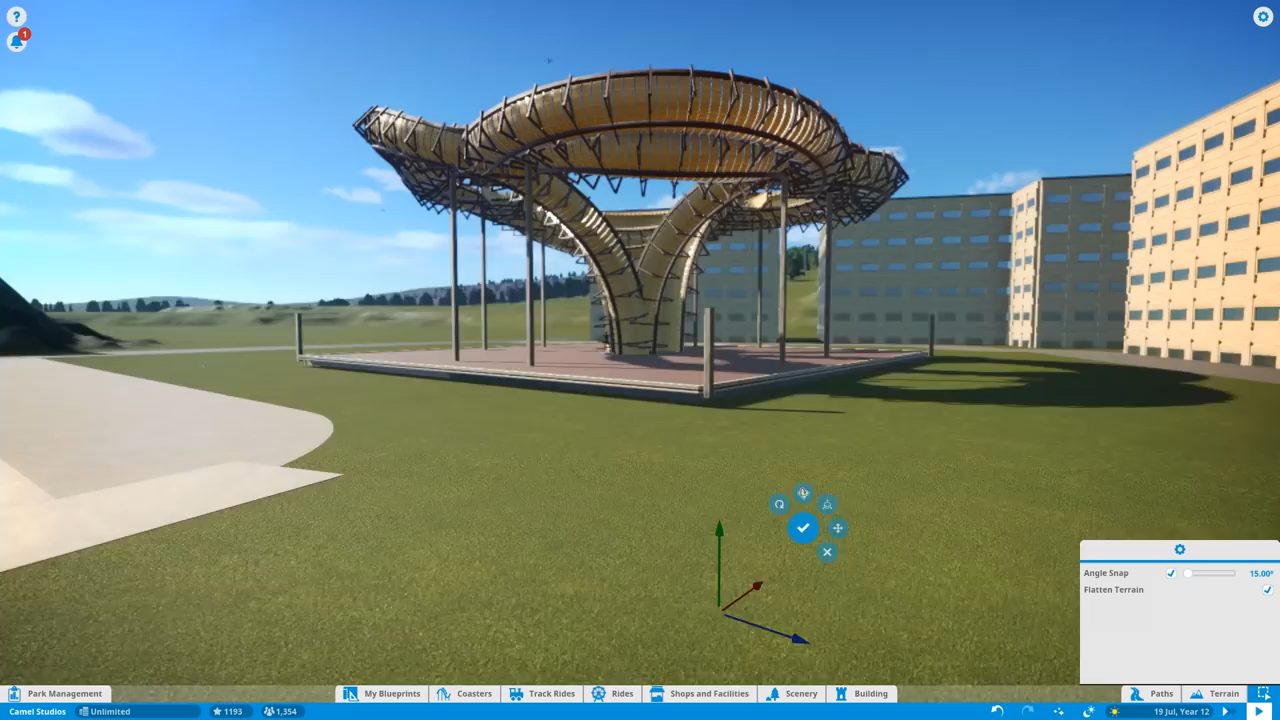 ?
1
Angle Snap 15.00°
Flatten Terrain
Park Management My Blueprints Coasters Track Rides Rides Shops and Facilities Scenery Building Paths Terrain
Camel Studios Unlimited 1193 1,354 19 Jul, Year 12